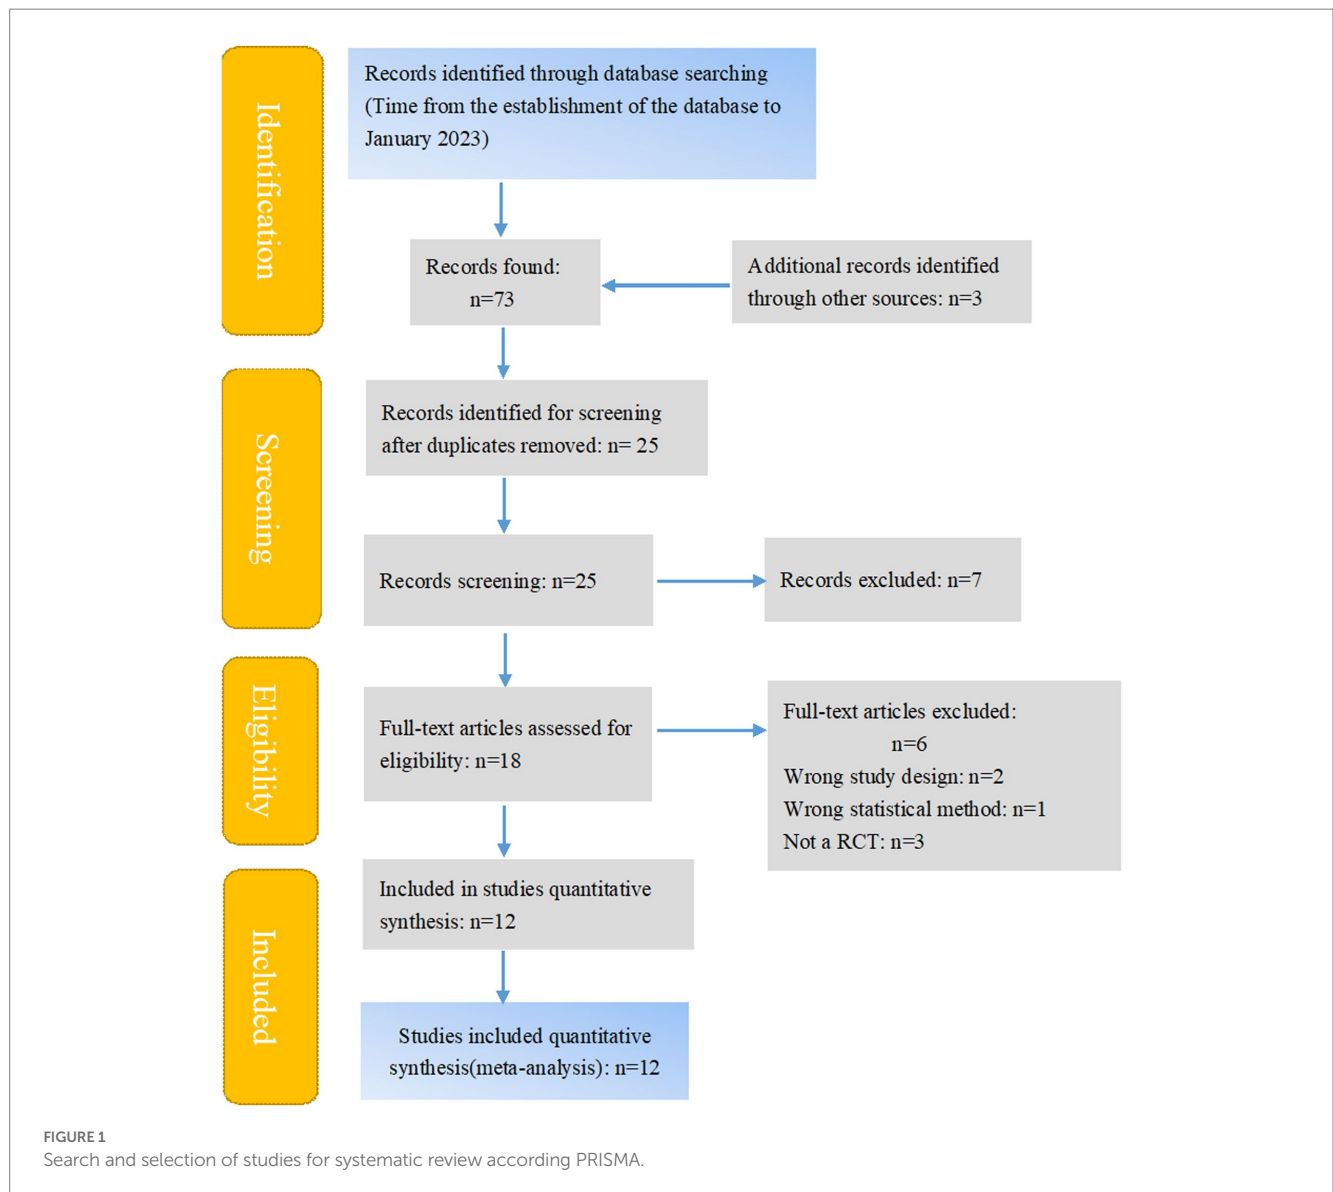 Identification
Records identified through database searching
(Time from the establishment of the database to
January 2023)
Records found:
n=73
Additional records identified
through other sources: n=3
Screening
Records identified for screening
after duplicates removed: n= 25
Records screening: n=25
Records excluded: n=7
Eligibility
Full-text articles assessed for
eligibility: n=18
Full-text articles excluded:
n=6
Wrong study design: n=2
Wrong statistical method: n=1
Not a RCT: n=3
Included
Included in studies quantitative
synthesis: n=12
Studies included quantitative
synthesis(meta-analysis): n=12
FIGURE 1
Search and selection of studies for systematic review according PRISMA.